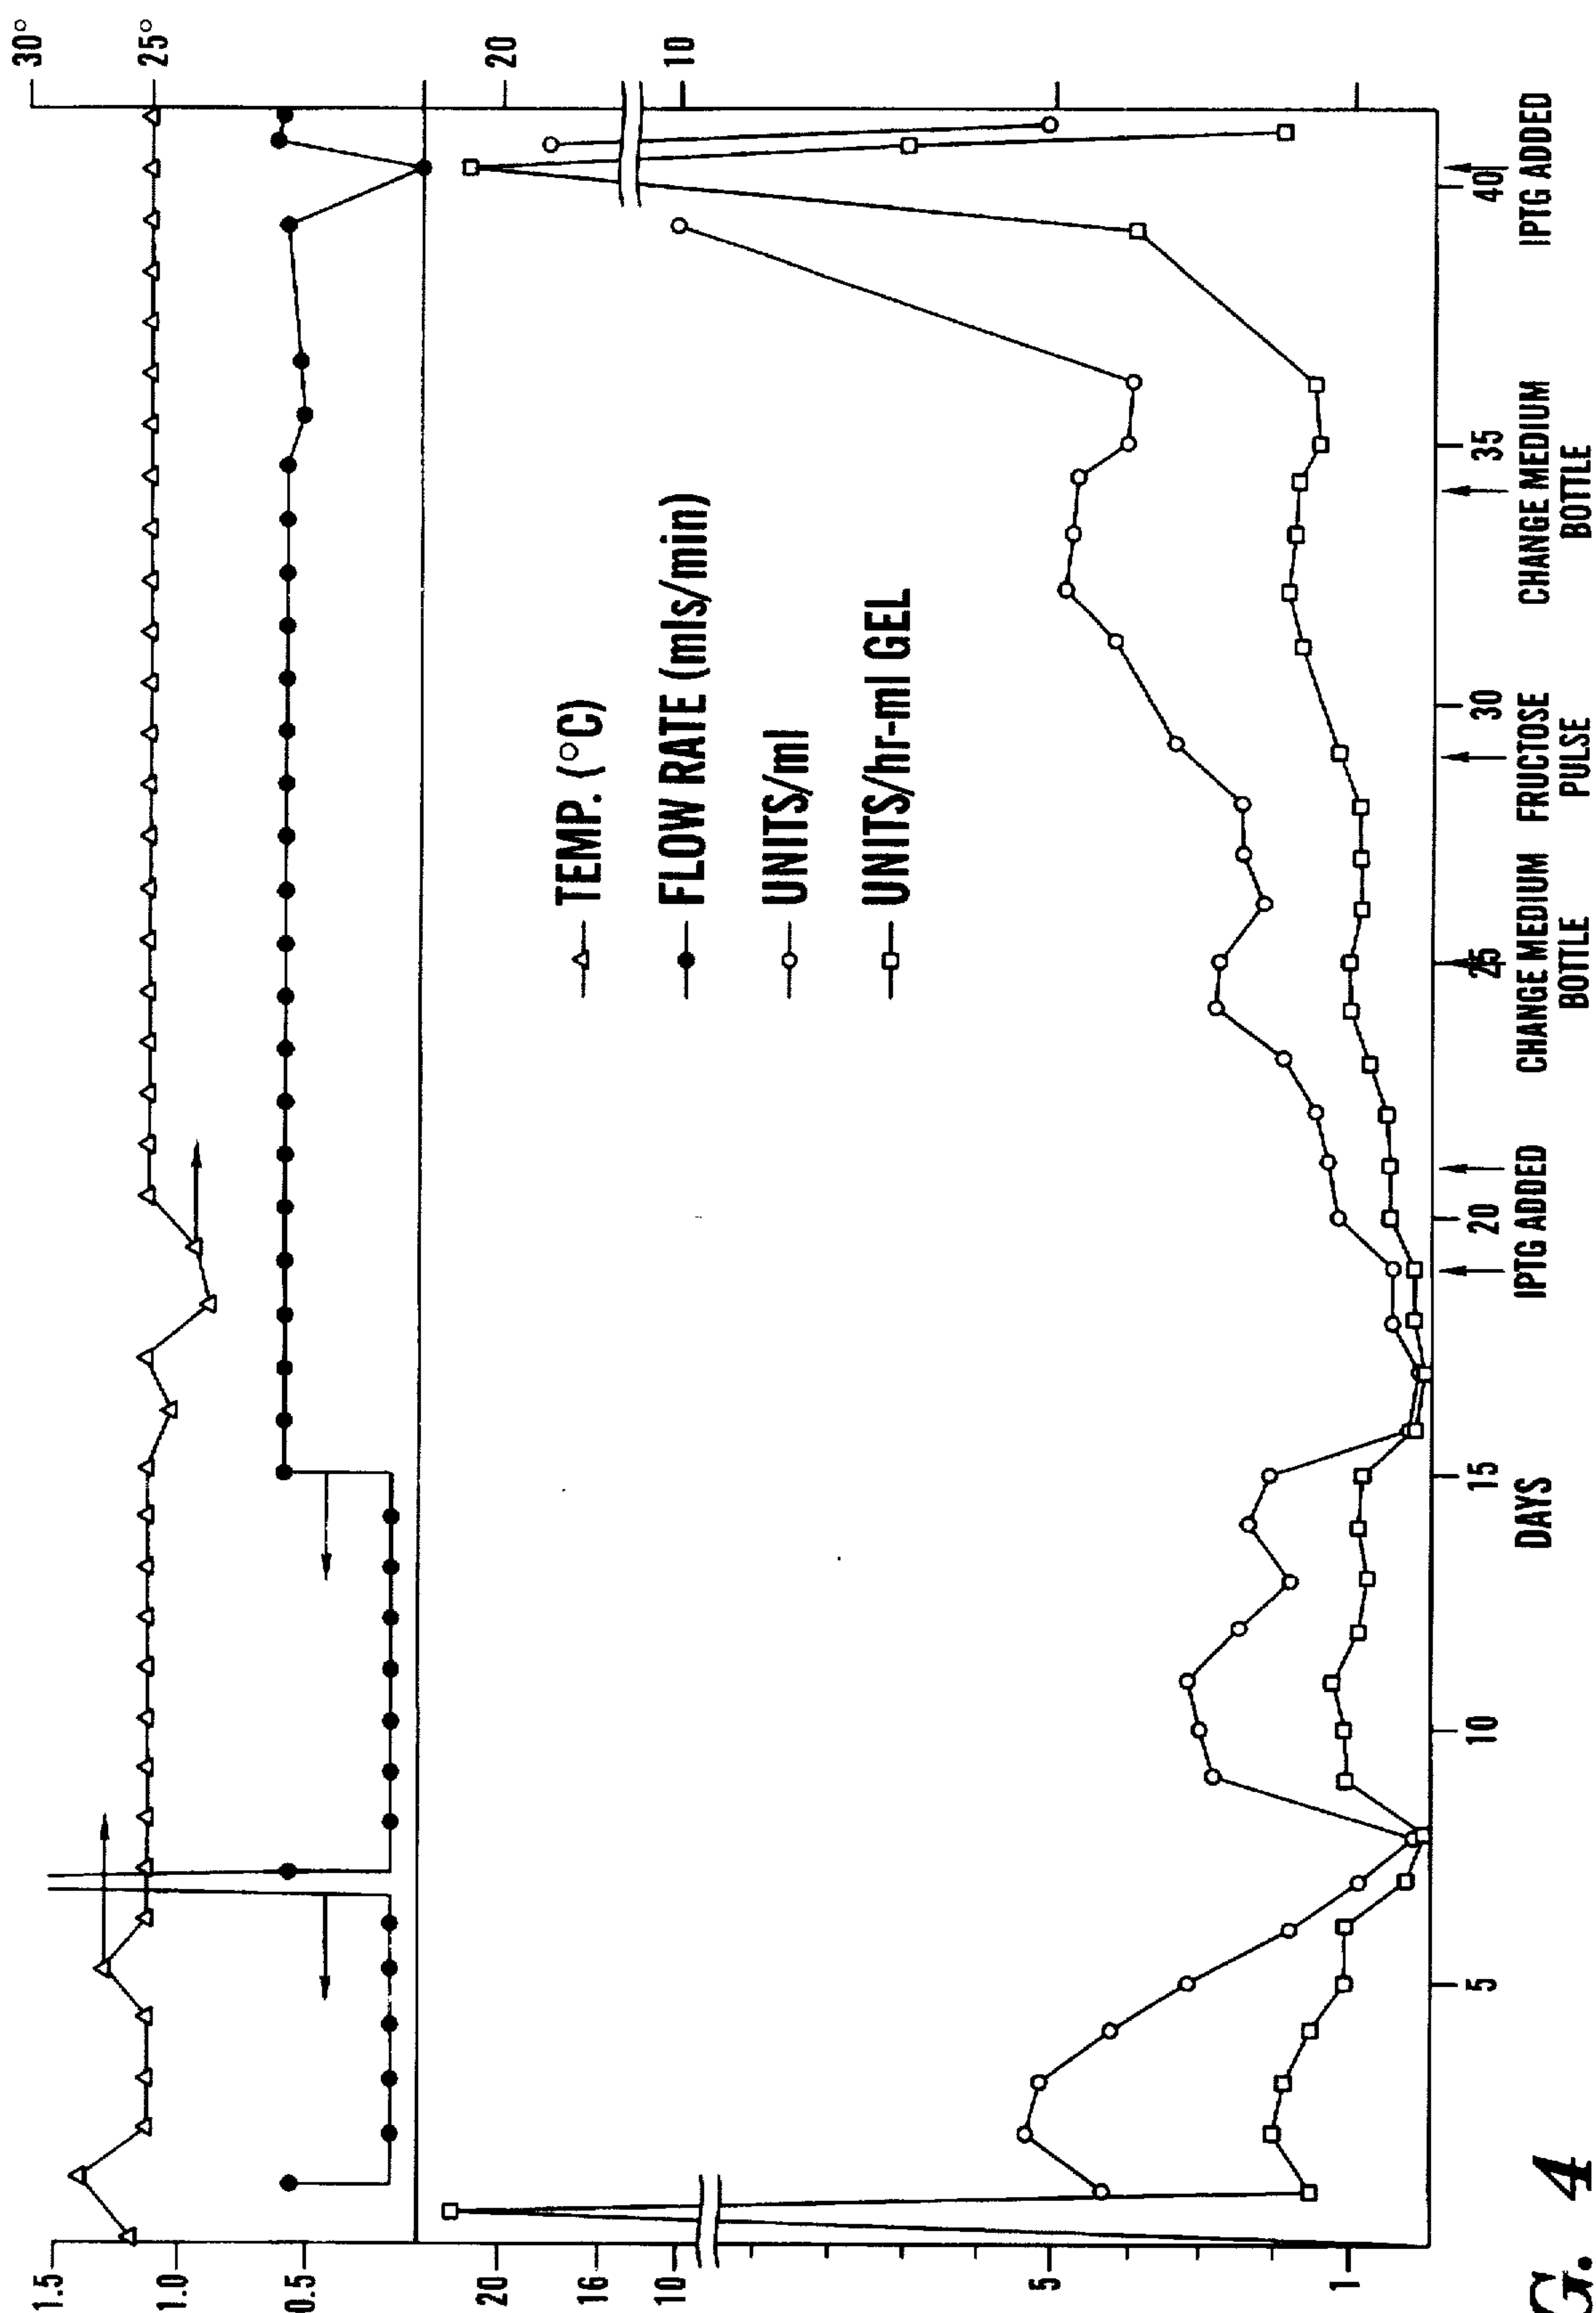 30°
25°
20
10
1.5
1.0
0.5
20
16
10
5
1
TEMP. (°C)
FLOW RATE (mls/min)
UNITS/ml
UNITS/hr-ml GEL
5
10
15
20
25
30
35
40
DAYS
IPTG ADDED
CHANGE MEDIUM
BOTTLE
FRUCTOSE
PULSE
CHANGE MEDIUM
BOTTLE
IPTG ADDED
G. 4